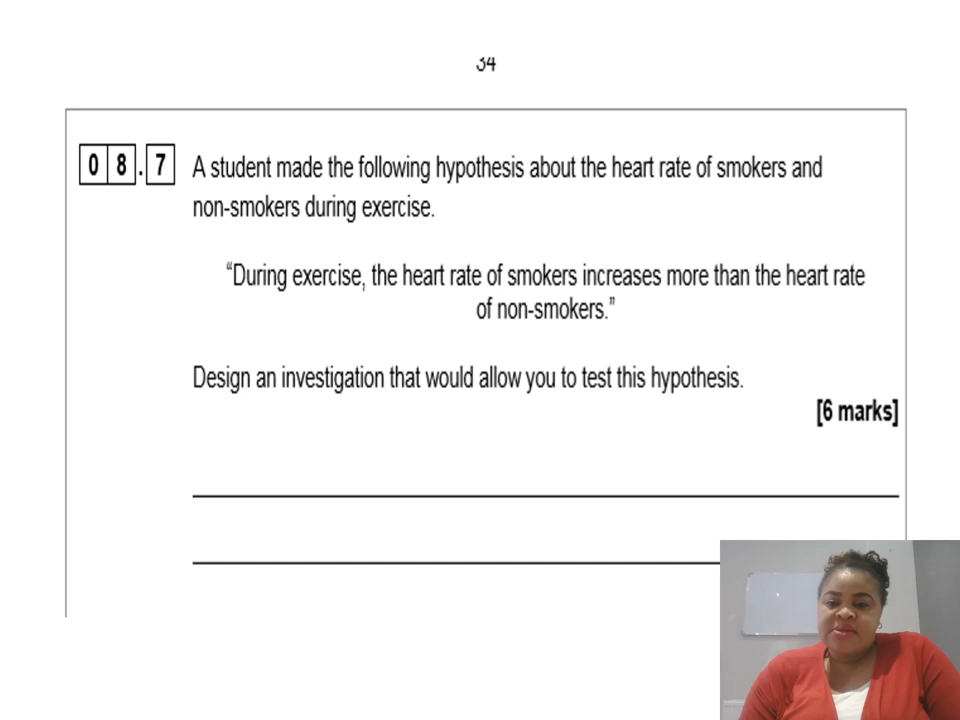 34
08.7 A student made the following hypothesis about the heart rate of smokers and
non-smokers during exercise.
“During exercise, the heart rate of smokers increases more than the heart rate
of non-smokers.”
Design an investigation that would allow you to test this hypothesis.
[6 marks]